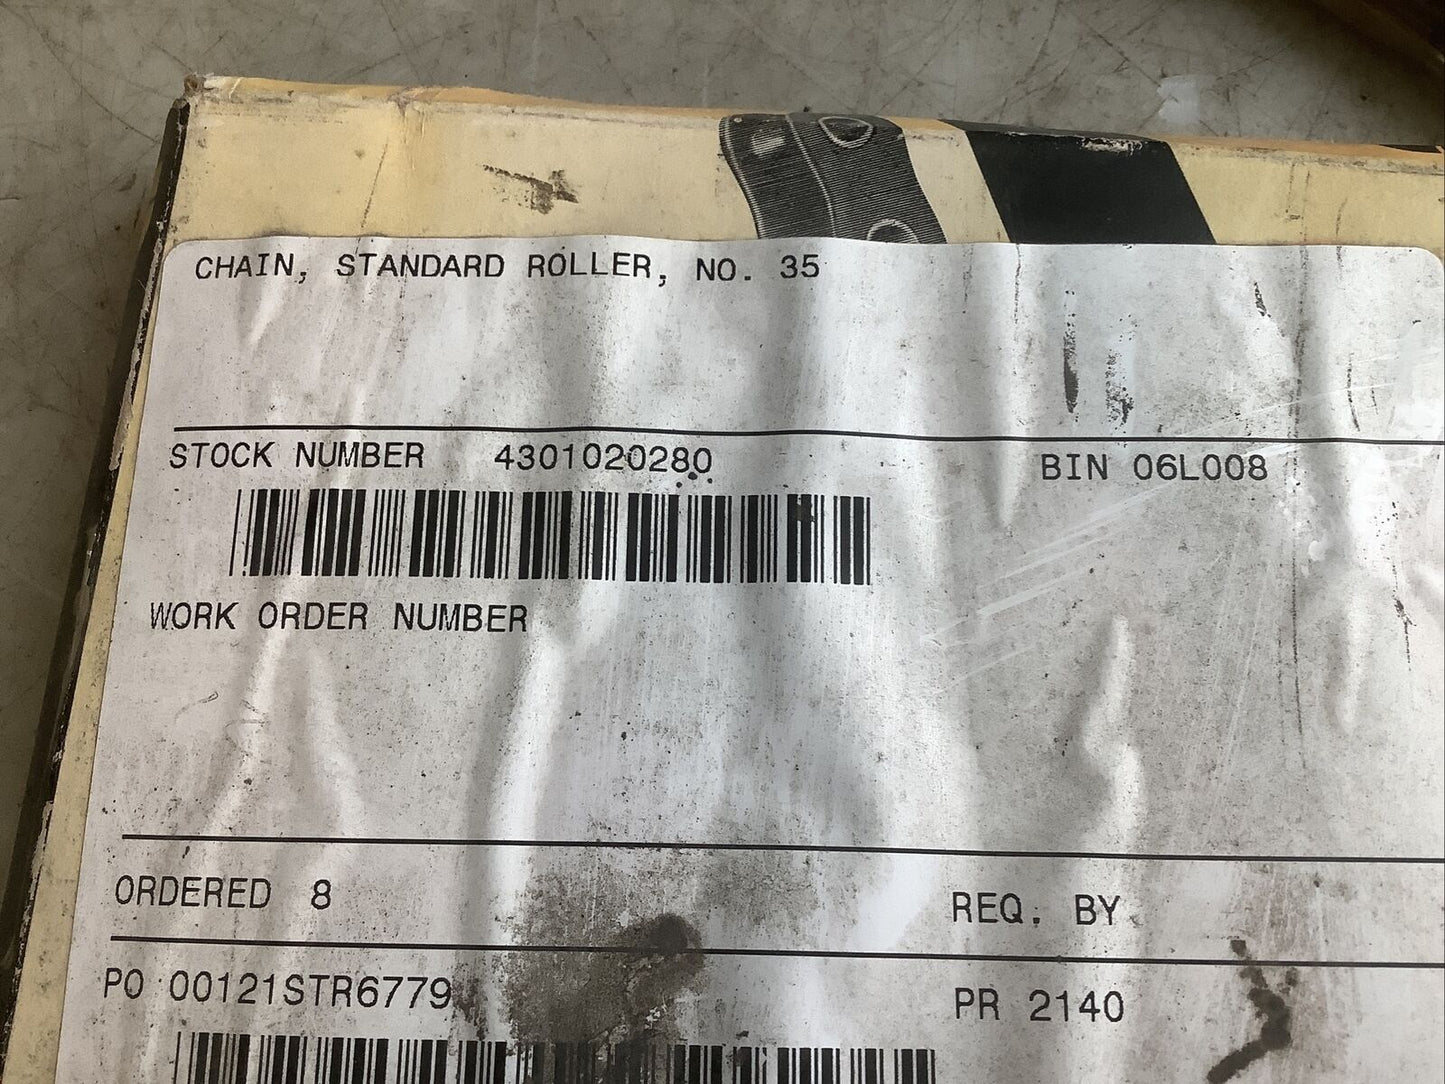 CHAIN, STANDARD ROLLER, NO. 35
STOCK NUMBER 4301020280 BIN 06L008
WORK ORDER NUMBER
ORDERED 8 REQ. BY
PO 00121STR6779 PR 2140